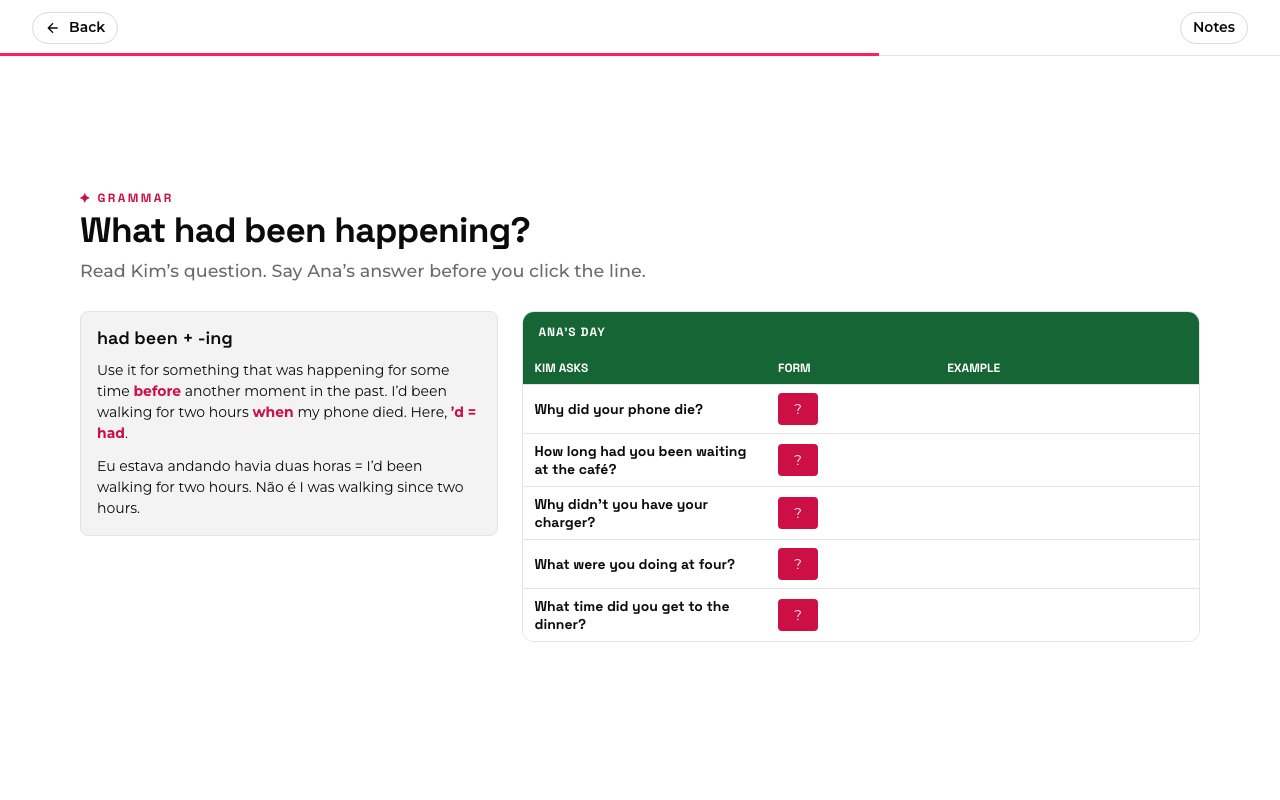 Back
Notes
GRAMMAR
What had been happening?
Read Kim's question. Say Ana's answer before you click the line.
had been + -ing
Use it for something that was happening for some
time before another moment in the past. I'd been
walking for two hours when my phone died. Here, 'd =
had.
Eu estava andando havia duas horas = I'd been
walking for two hours. Não é I was walking since two
hours.
ANA'S DAY
KIM ASKS FORM EXAMPLE
Why did your phone die? ?
How long had you been waiting
at the café? ?
Why didn't you have your
charger? ?
What were you doing at four? ?
What time did you get to the
dinner? ?